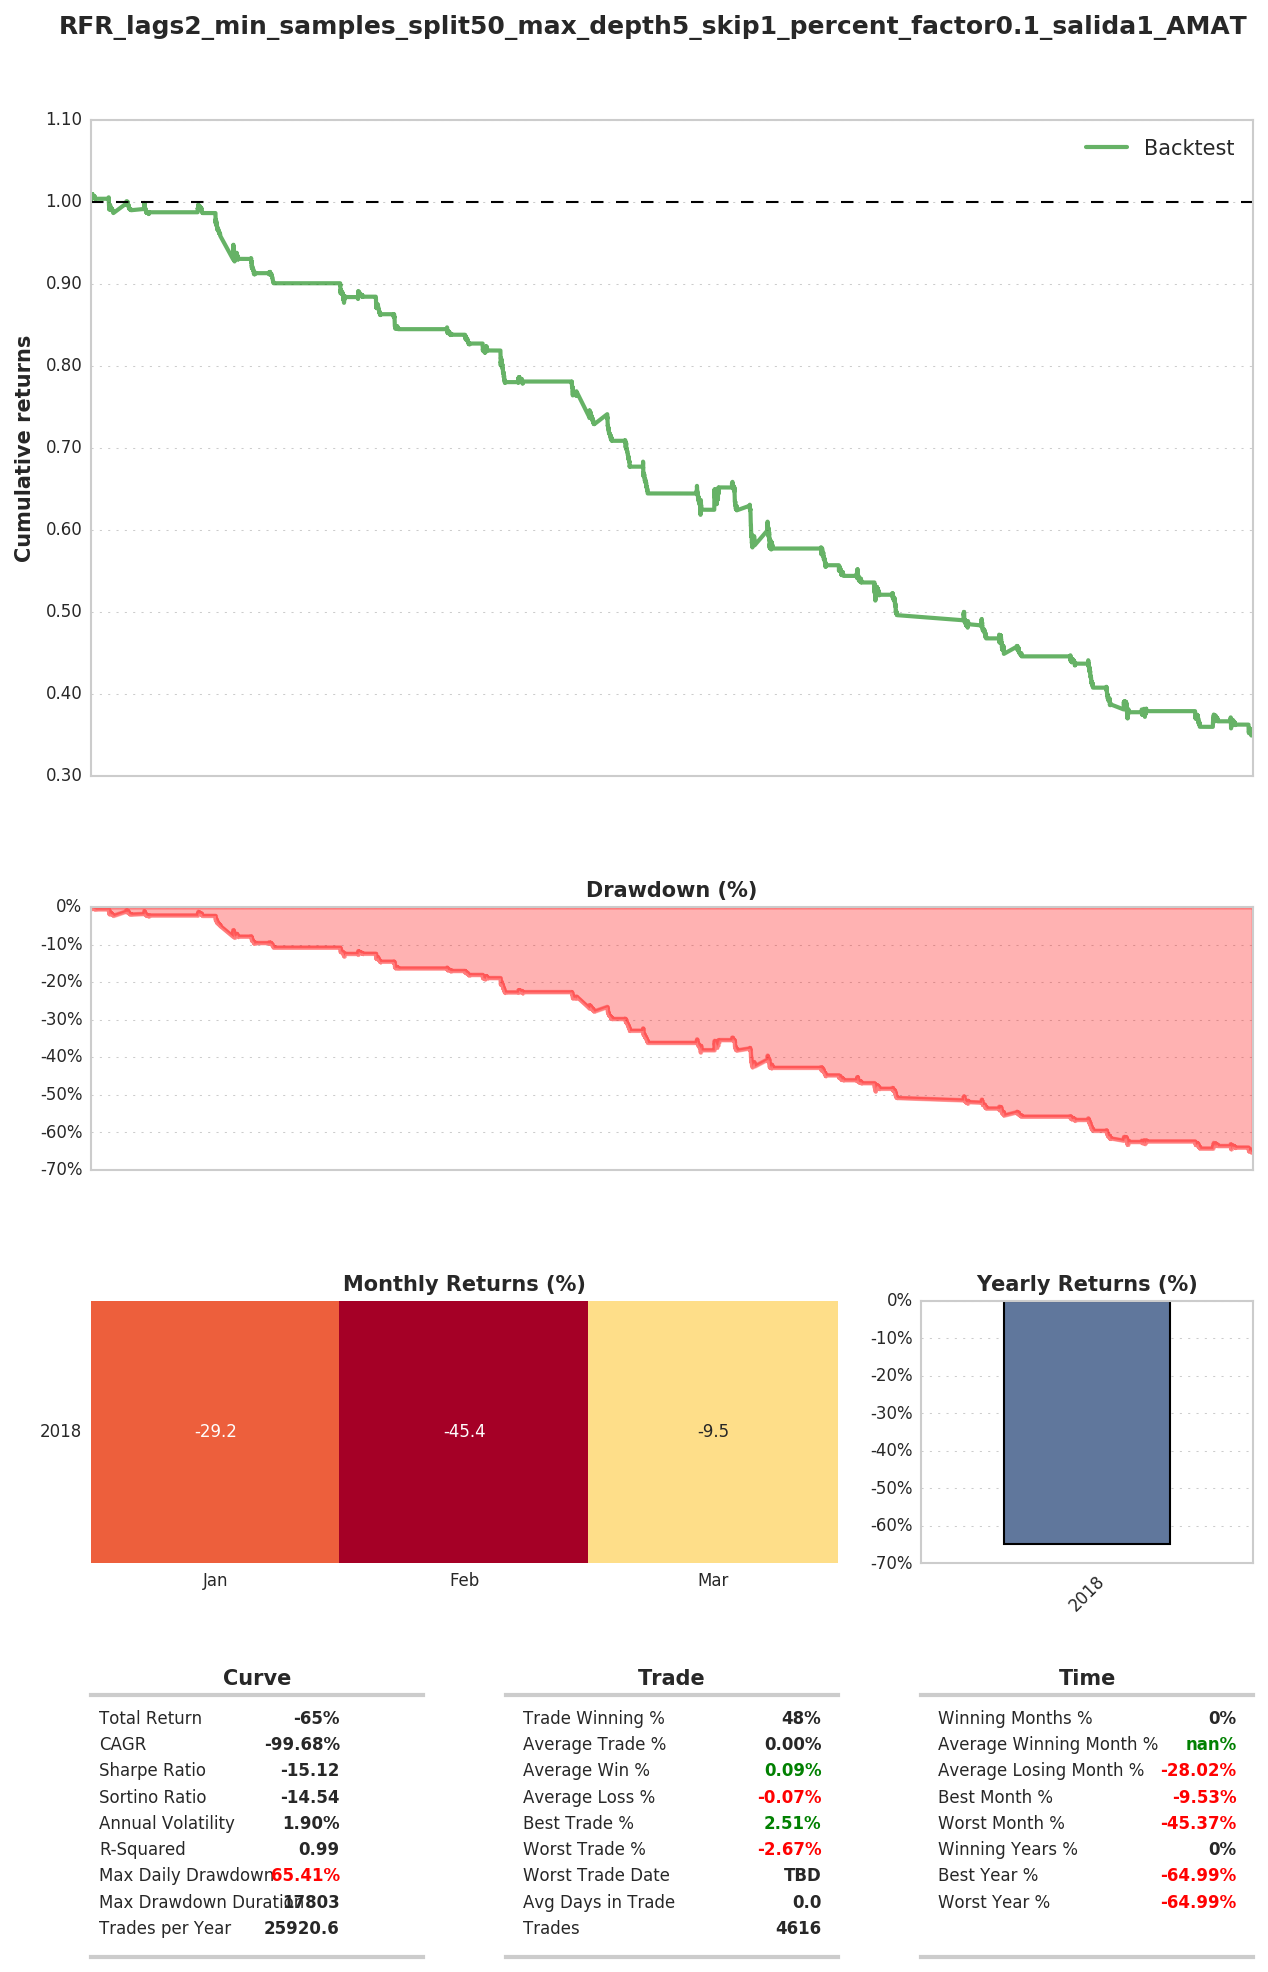 RFR_lags2_min_samples_split50_max_depth5_skip1_percent_factor0.1_salida1_AMAT
1.10
1.00
0.90
0.80
0.70
0.60
0.50
0.40
0.30
Cumulative returns
Backtest
Drawdown (%)
0%
-10%
-20%
-30%
-40%
-50%
-60%
-70%
Monthly Returns (%)
2018
-29.2
-45.4
-9.5
Jan
Feb
Mar
Yearly Returns (%)
0%
-10%
-20%
-30%
-40%
-50%
-60%
-70%
2018
Curve
Total Return -65%
CAGR -99.68%
Sharpe Ratio -15.12
Sortino Ratio -14.54
Annual Volatility 1.90%
R-Squared 0.99
Max Daily Drawdown 65.41%
Max Drawdown Duration 17803
Trades per Year 25920.6
Trade
Trade Winning % 48%
Average Trade % 0.00%
Average Win % 0.09%
Average Loss % -0.07%
Best Trade % 2.51%
Worst Trade % -2.67%
Worst Trade Date TBD
Avg Days in Trade 0.0
Trades 4616
Time
Winning Months % 0%
Average Winning Month % nan%
Average Losing Month % -28.02%
Best Month % -9.53%
Worst Month % -45.37%
Winning Years % 0%
Best Year % -64.99%
Worst Year % -64.99%